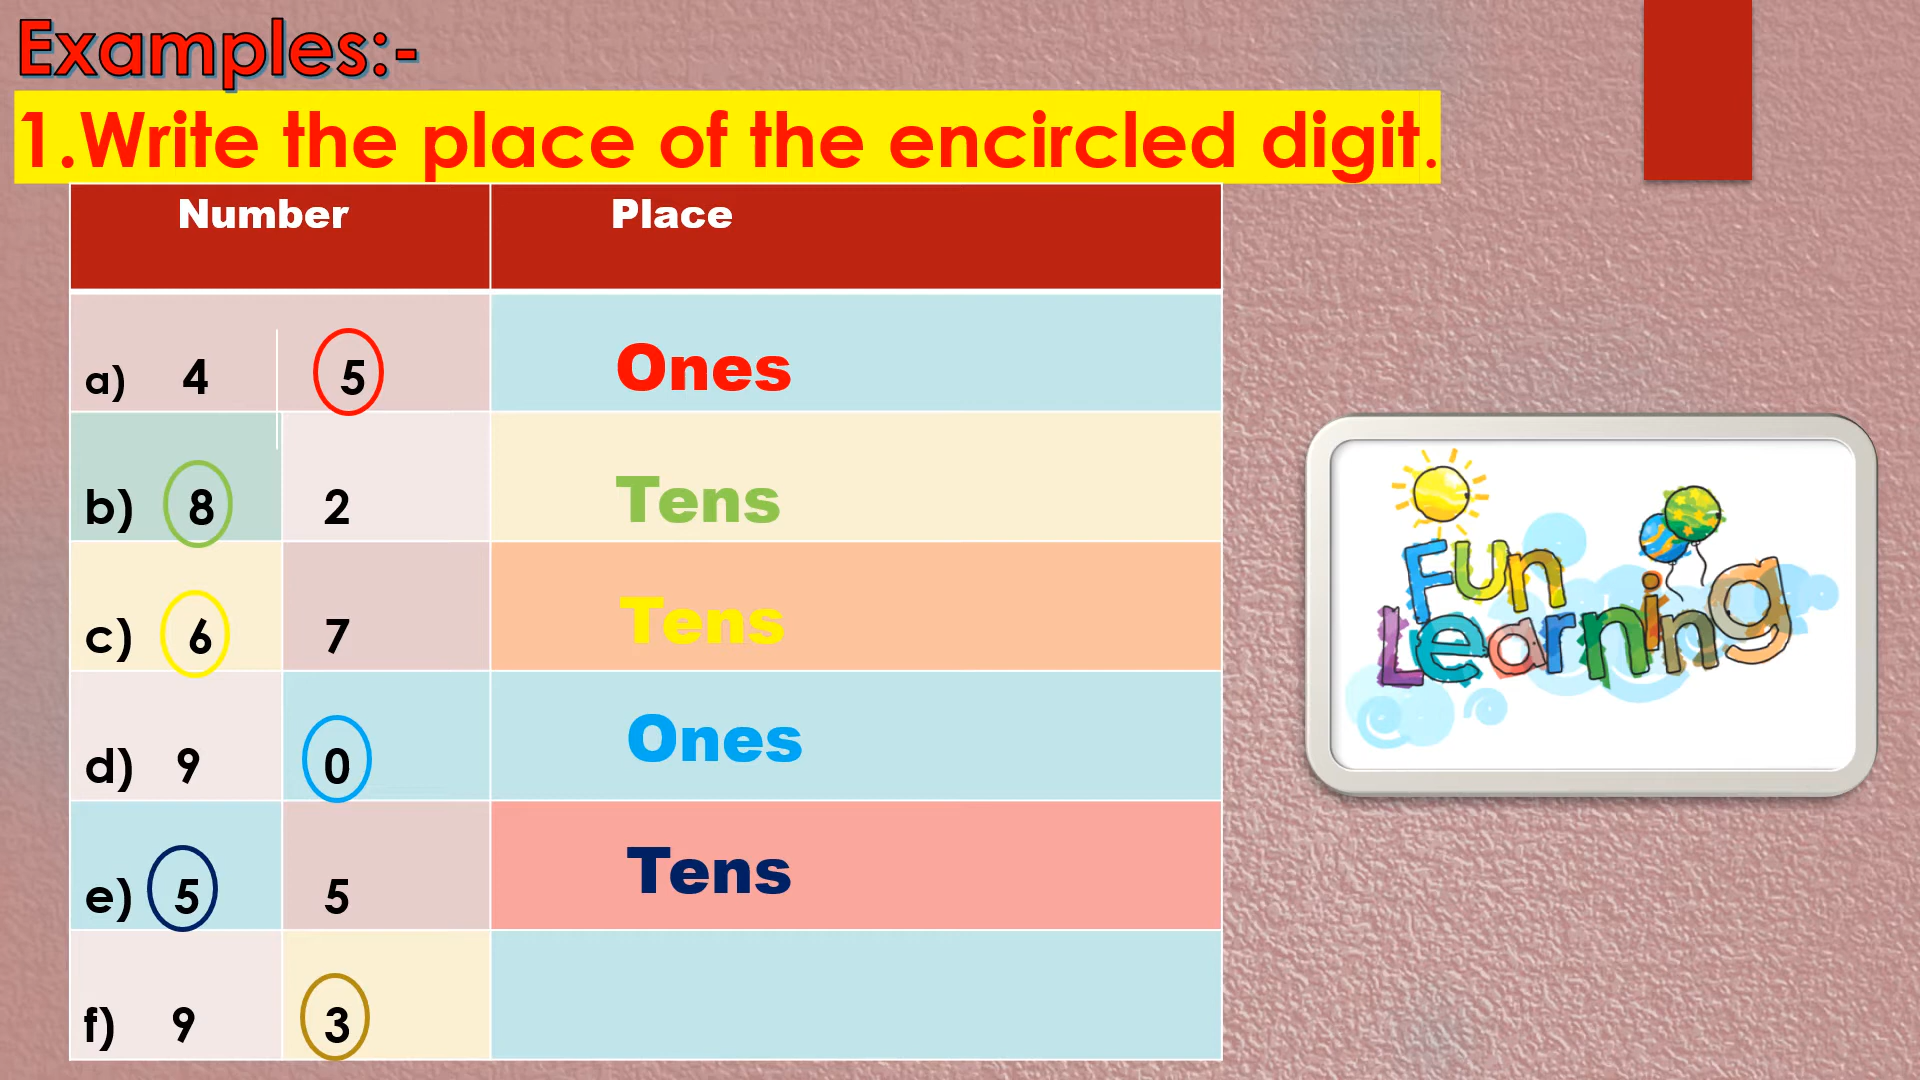 Examples:-
1.Write the place of the encircled digit.
Number Place
a) 4 5 Ones
b) 8 2 Tens
c) 6 7 Tens
d) 9 0 Ones
e) 5 5 Tens
f) 9 3
Fun
Learning